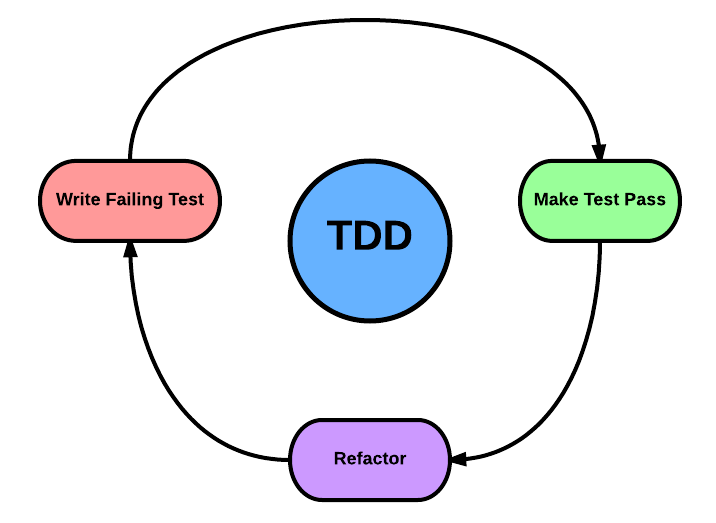 Write Failing Test
Make Test Pass
TDD
Refactor